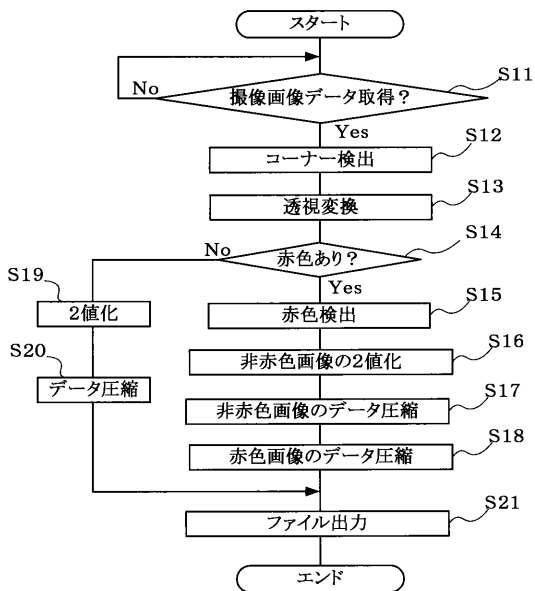 スタート
S11
No
撮像画像データ取得？
Yes
S12
コーナー検出
S13
透視変換
S14
No
赤色あり？
Yes
S19
2値化
S15
赤色検出
S16
非赤色画像の2値化
S20
データ圧縮
S17
非赤色画像のデータ圧縮
S18
赤色画像のデータ圧縮
S21
ファイル出力
エンド